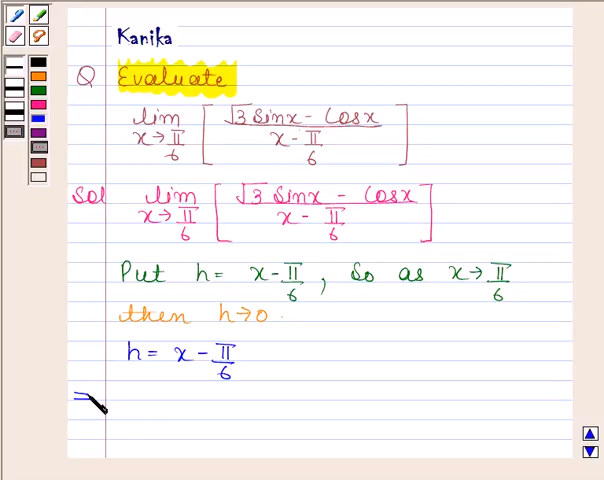 Kanika
Q Evaluate
lim x→π/6 [ (√3 Sinx - Cosx) / (x - π/6) ]
Sol lim x→π/6 [ (√3 Sinx - Cosx) / (x - π/6) ]
Put h = x - π/6, So as x→π/6
then h→0.
h = x - π/6
⇒